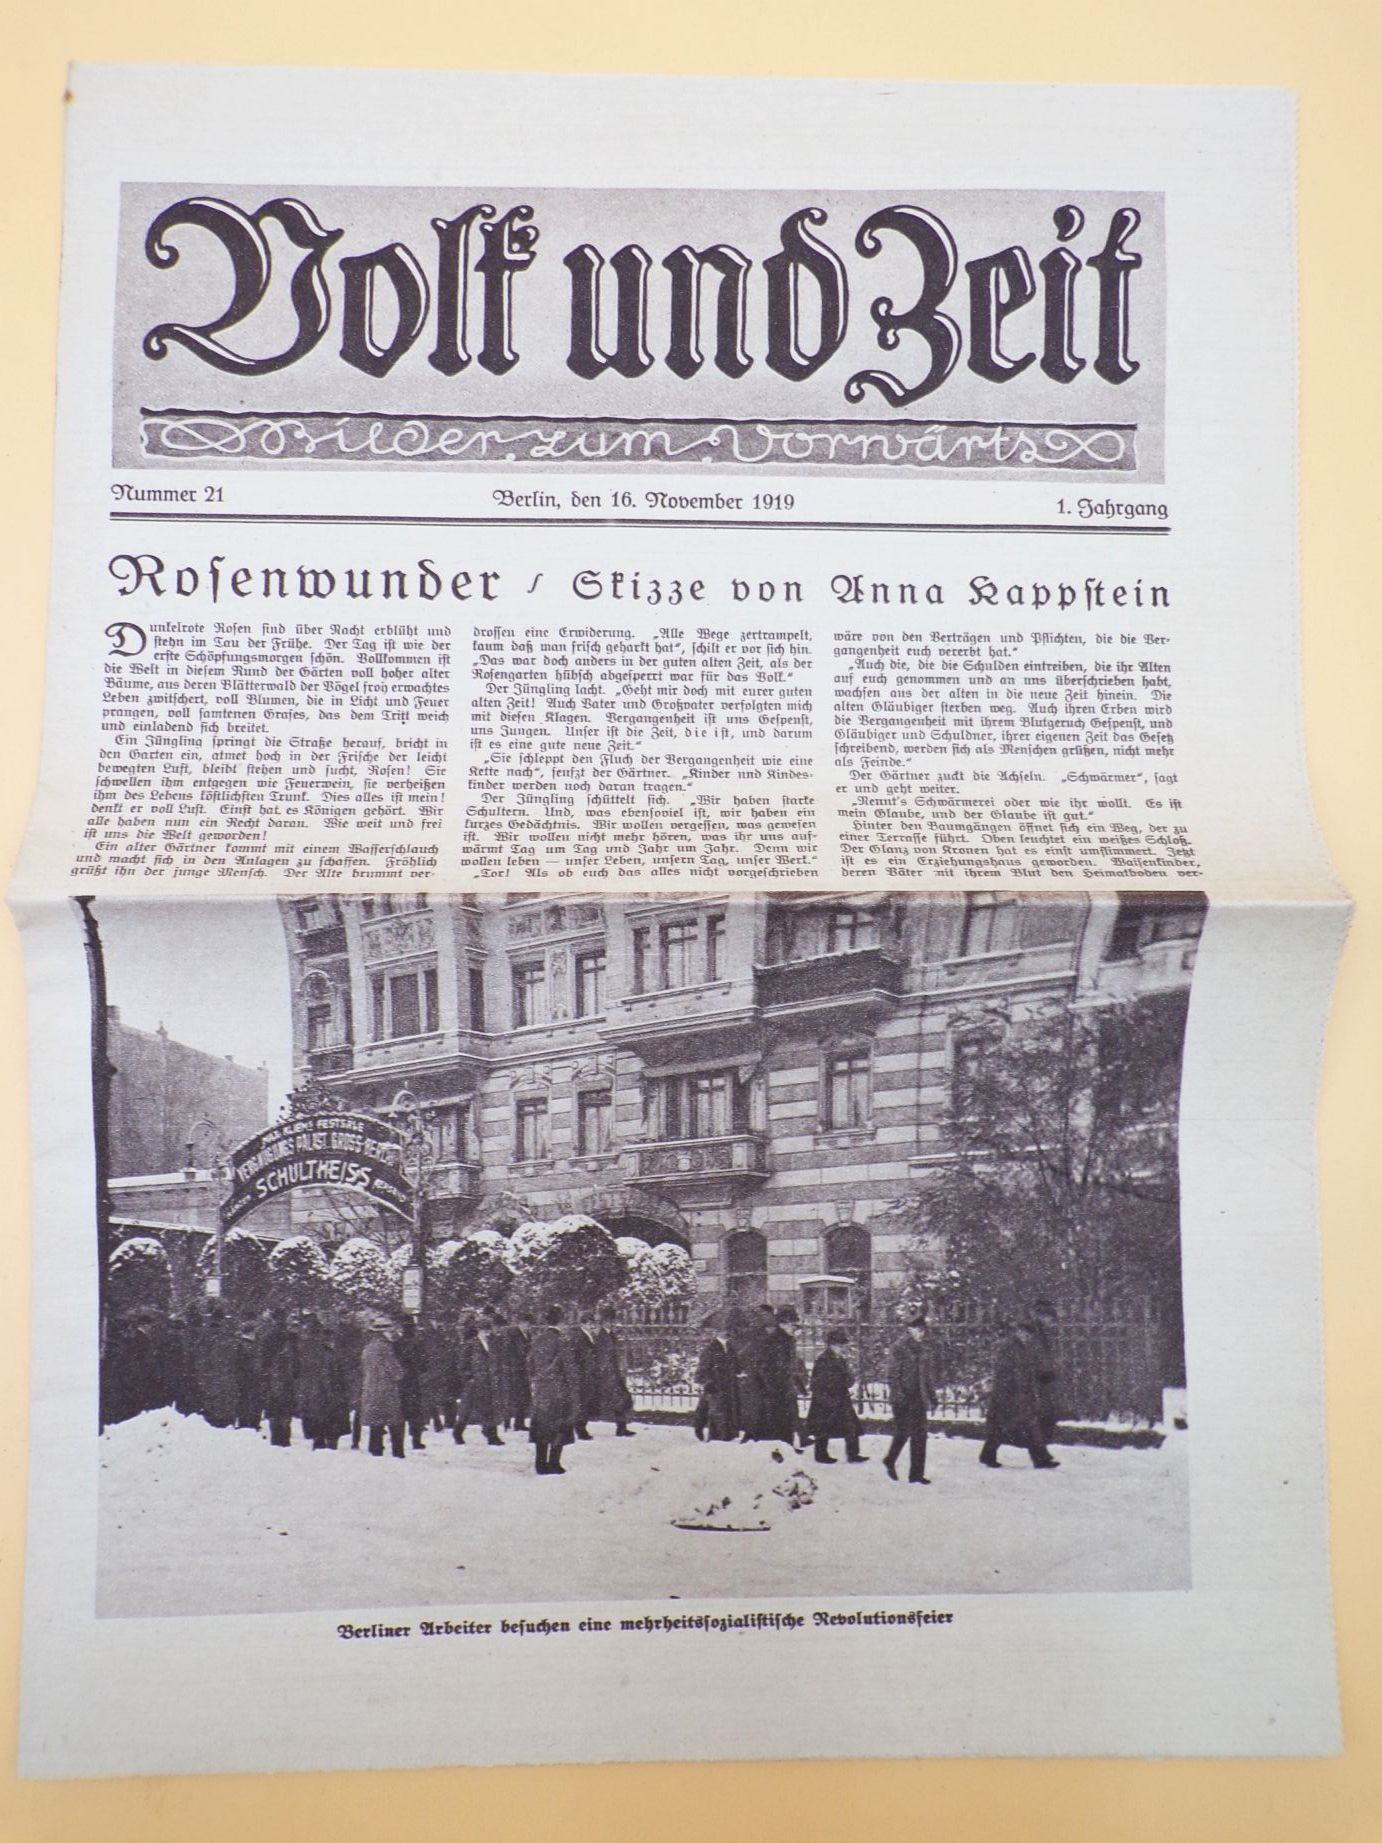 Volk und Zeit
Bilder zum Vorwärts
Nummer 21
Berlin, den 16. November 1919
1. Jahrgang
Rosenwunder / Skizze von Anna Kappstein
Dunkelrote Rosen sind über Nacht erblüht und
stehn im Tau der Frühe. Der Tag ist wie der
erste Schöpfungsmorgen schön. Vollkommen ist
die Welt in diesem Rund der Gärten voll hoher alter
Bäume, aus deren Blätterwald der Vögel froh erwachtes
Leben zwitschert, voll Blumen, die in Licht und Feuer
prangen, voll samtenen Grases, das dem Tritt weich
und einladend sich breitet.
Ein Jüngling springt die Straße herauf, bricht in
den Garten ein, atmet hoch in der Frische der leicht
bewegten Luft, bleibt stehen und sucht, Rosen! Sie
schwellen ihm entgegen wie Feuerwein, sie verheißen
ihm des Lebens köstlichsten Trunk. Dies alles ist mein!
denkt er voll Lust. Einst hat es Königen gehört. Wir
alle haben nun ein Recht daran. Wie weit und frei
ist uns die Welt geworden!
Ein alter Gärtner kommt mit einem Wasserschlauch
und macht sich in den Anlagen zu schaffen. Fröhlich
grüßt ihn der junge Mensch. Der Alte brummt ver-
drossen eine Erwiderung. „Alle Wege zertrampelt,
kaum daß man frisch geharkt hat“, schilt er vor sich hin.
„Das war doch anders in der guten alten Zeit, als der
Rosengarten hübsch abgesperrt war für das Volk.“
Der Jüngling lacht. „Geht mir doch mit eurer guten
alten Zeit! Auch Vater und Großvater verfolgten mich
mit diesen Klagen. Vergangenheit ist uns Gespenst,
uns Jungen. Unser ist die Zeit, die ist, und darum
ist es eine gute neue Zeit.“
„Sie schleppt den Fluch der Vergangenheit wie eine
Kette nach“, seufzt der Gärtner. „Kinder und Kindes-
kinder werden noch daran tragen.“
Der Jüngling schüttelt sich. „Wir haben starke
Schultern. Und, was ebensoviel ist, wir haben ein
kurzes Gedächtnis. Wir wollen vergessen, was gewesen
ist. Wir wollen nicht mehr hören, was ihr uns auf-
wärmt Tag um Tag und Jahr um Jahr. Denn wir
wollen leben — unser Leben, unsern Tag, unser Werk.“
„Tor! Als ob euch das alles nicht vorgeschrieben
wäre von den Verträgen und Pflichten, die die Ver-
gangenheit euch vererbt hat.“
„Auch die, die die Schulden eintreiben, die ihr Alten
auf euch genommen und an uns überschrieben habt,
wachsen aus der alten in die neue Zeit hinein. Die
alten Gläubiger sterben weg. Auch ihren Erben wird
die Vergangenheit mit ihrem Blutgeruch Gespenst, und
Gläubiger und Schuldner, ihrer eigenen Zeit das Gesetz
schreibend, werden sich als Menschen grüßen, nicht mehr
als Feinde.“
Der Gärtner zuckt die Achseln. „Schwärmer“, sagt
er und geht weiter.
„Nennt's Schwärmerei oder wie ihr wollt. Es ist
mein Glaube, und der Glaube ist gut.“
Hinter den Baumgängen öffnet sich ein Weg, der zu
einer Terrasse führt. Oben leuchtet ein weißes Schloß.
Der Glanz von Kronen hat es einst umflimmert. Jetzt
ist es ein Erziehungshaus geworden. Waisenkinder,
deren Väter mit ihrem Blut den Heimatboden ver-
FESTSÄLE
GROSS BERLIN
SCHULTHEISS
Berliner Arbeiter besuchen eine mehrheitssozialistische Revolutionsfeier